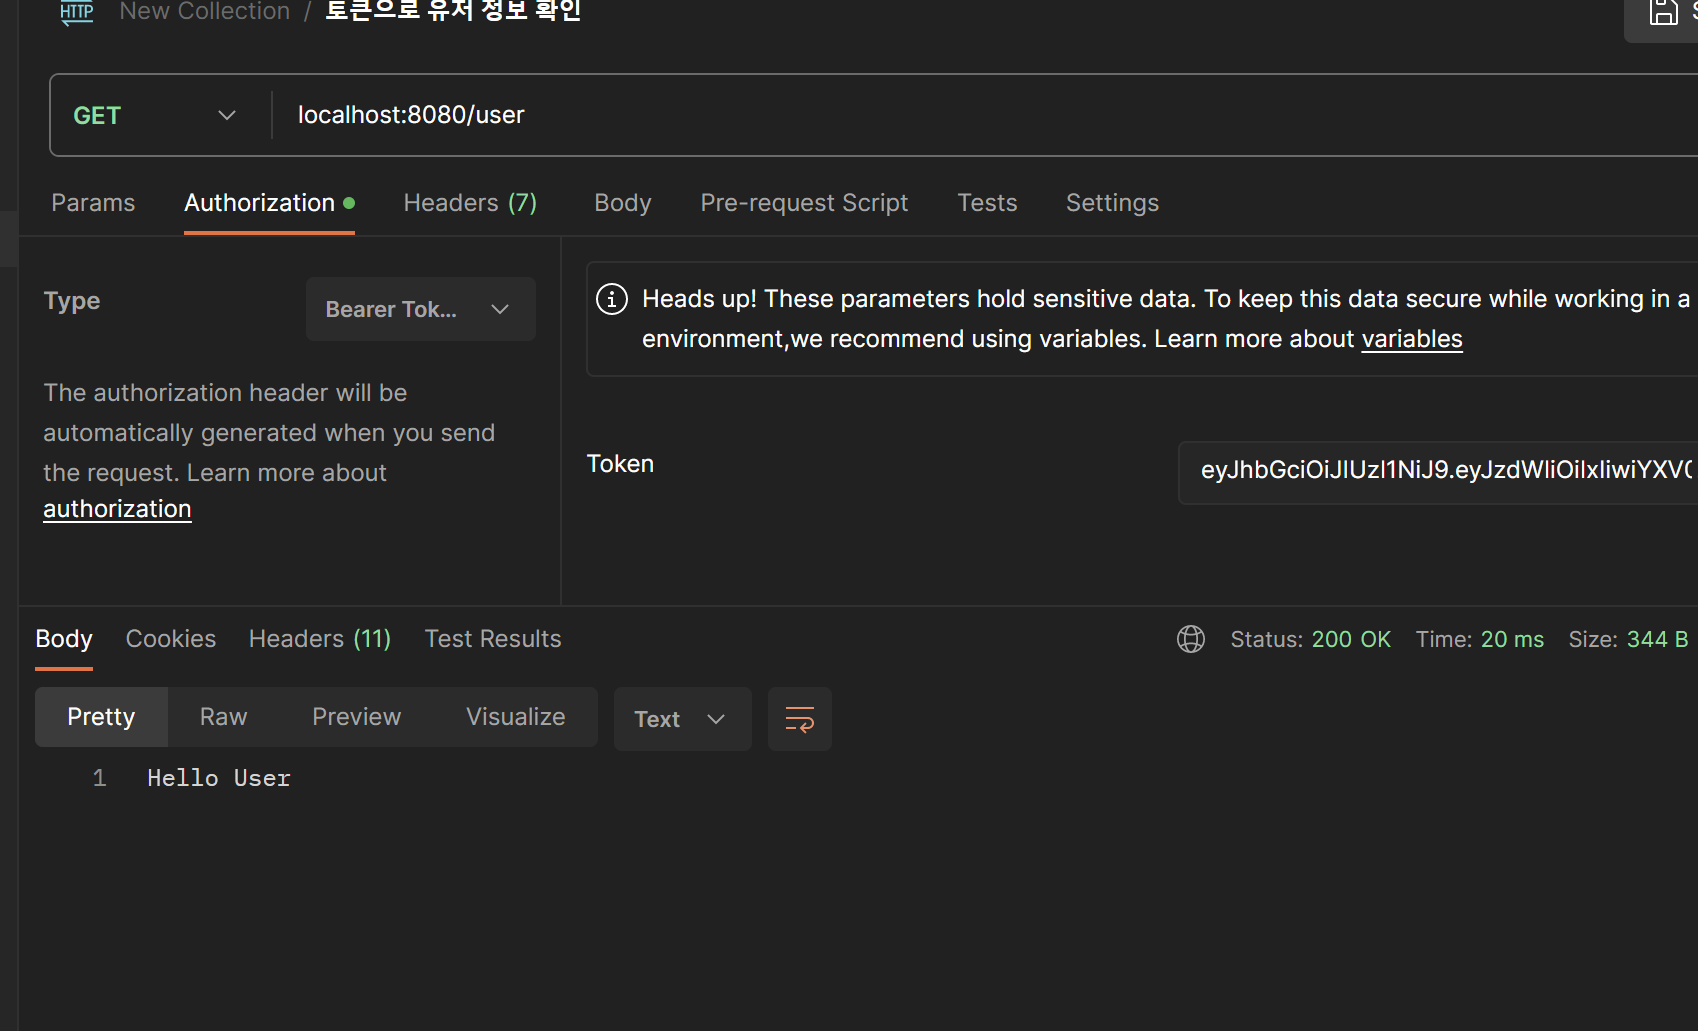 HTTP New Collection / 토큰으로 유저 정보 확인
GET localhost:8080/user
Params Authorization Headers (7) Body Pre-request Script Tests Settings
Type Bearer Tok...
The authorization header will be
automatically generated when you send
the request. Learn more about
authorization
Heads up! These parameters hold sensitive data. To keep this data secure while working in a
environment,we recommend using variables. Learn more about variables
Token eyJhbGciOiJIUzI1NiJ9.eyJzdWIiOiIxIiwiYXV0
Body Cookies Headers (11) Test Results Status: 200 OK Time: 20 ms Size: 344 B
Pretty Raw Preview Visualize Text
1 Hello User